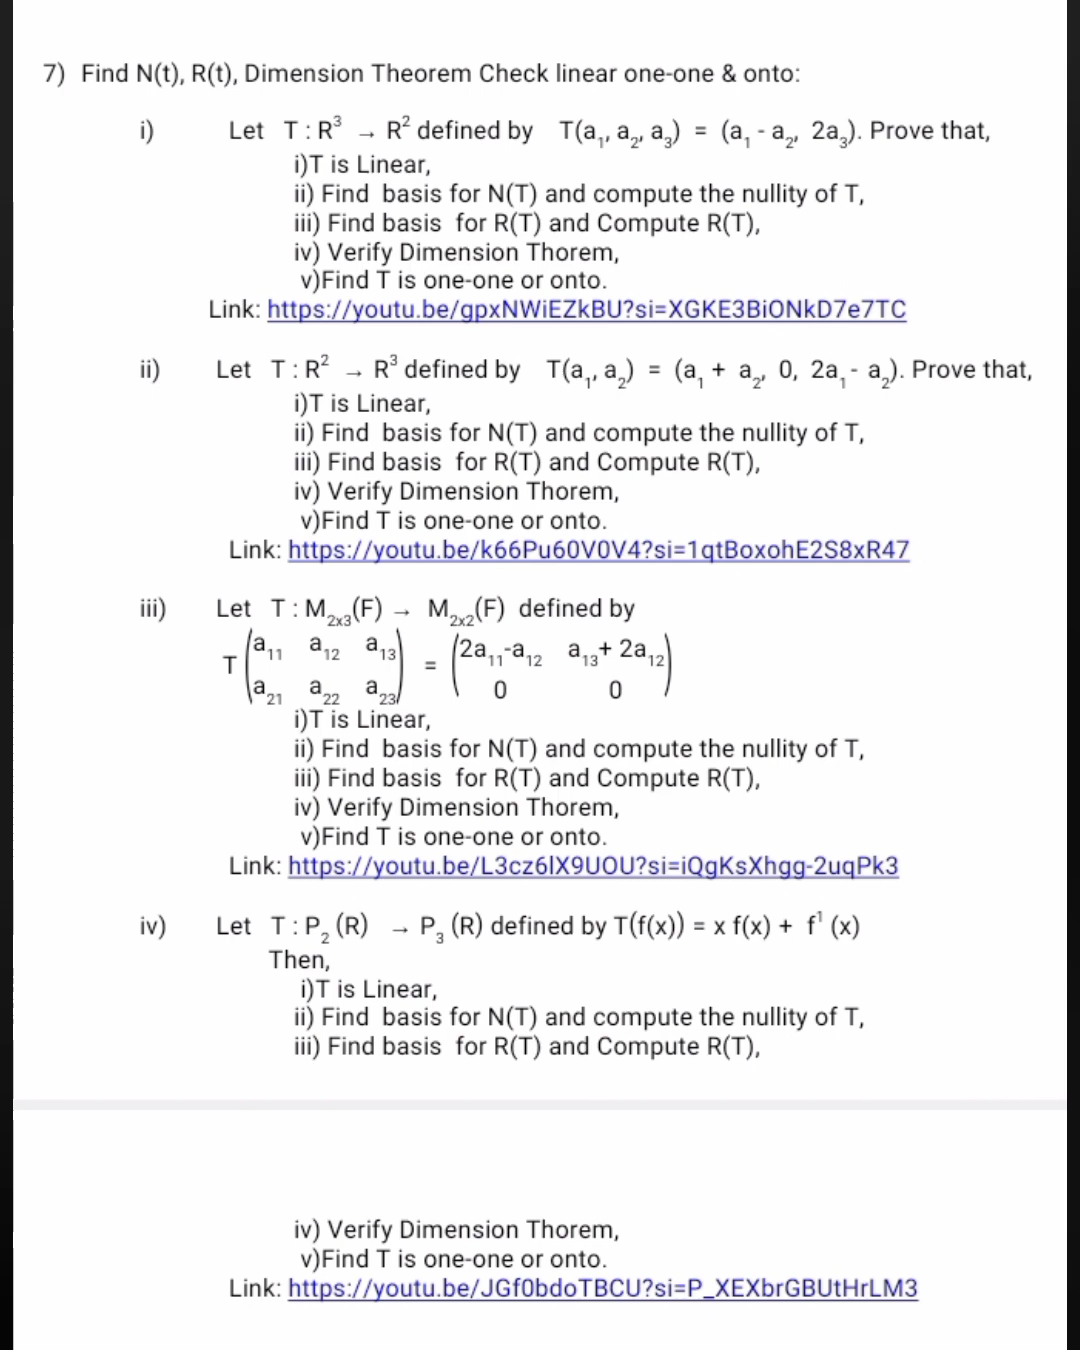 7) Find N(t), R(t), Dimension Theorem Check linear one-one & onto:
i) Let T : R³ → R² defined by T(a₁, a₂, a₃) = (a₁ - a₂, 2a₃). Prove that,
i)T is Linear,
ii) Find basis for N(T) and compute the nullity of T,
iii) Find basis for R(T) and Compute R(T),
iv) Verify Dimension Thorem,
v)Find T is one-one or onto.
Link: https://youtu.be/gpxNWiEZkBU?si=XGKE3BiONkD7e7TC
ii) Let T : R² → R³ defined by T(a₁, a₂) = (a₁ + a₂, 0, 2a₁- a₂). Prove that,
i)T is Linear,
ii) Find basis for N(T) and compute the nullity of T,
iii) Find basis for R(T) and Compute R(T),
iv) Verify Dimension Thorem,
v)Find T is one-one or onto.
Link: https://youtu.be/k66Pu60V0V4?si=1qtBoxohE2S8xR47
iii) Let T : M₂ₓ₃(F) → M₂ₓ₂(F) defined by
T (a₁₁ a₁₂ a₁₃) = (2a₁₁-a₁₂ a₁₃+ 2a₁₂)
(a₂₁ a₂₂ a₂₃) (0 0)
i)T is Linear,
ii) Find basis for N(T) and compute the nullity of T,
iii) Find basis for R(T) and Compute R(T),
iv) Verify Dimension Thorem,
v)Find T is one-one or onto.
Link: https://youtu.be/L3cz6lX9UOU?si=iQgKsXhgg-2uqPk3
iv) Let T : P₂ (R) → P₃ (R) defined by T(f(x)) = x f(x) + f¹ (x)
Then,
i)T is Linear,
ii) Find basis for N(T) and compute the nullity of T,
iii) Find basis for R(T) and Compute R(T),
iv) Verify Dimension Thorem,
v)Find T is one-one or onto.
Link: https://youtu.be/JGf0bdoTBCU?si=P_XEXbrGBUtHrLM3